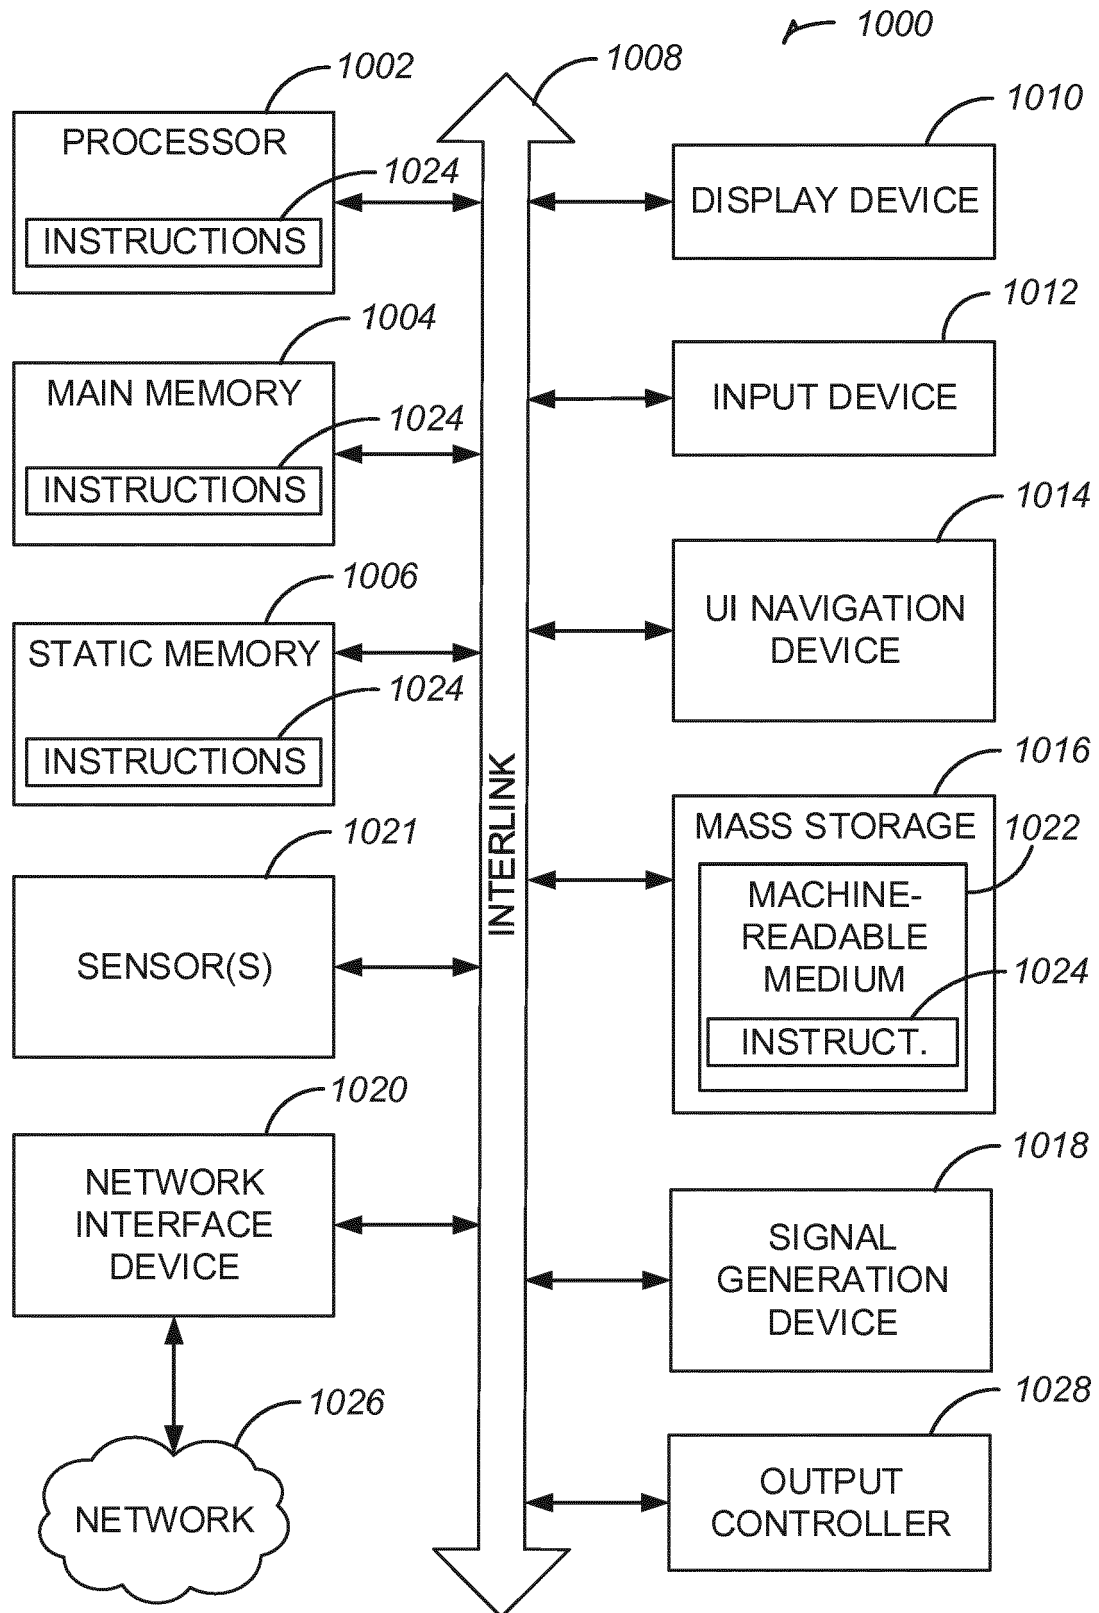 1000
1002
PROCESSOR
1024
INSTRUCTIONS
1004
MAIN MEMORY
1024
INSTRUCTIONS
1006
STATIC MEMORY
1024
INSTRUCTIONS
1021
SENSOR(S)
1020
NETWORK
INTERFACE
DEVICE
1026
NETWORK
1008
INTERLINK
1010
DISPLAY DEVICE
1012
INPUT DEVICE
1014
UI NAVIGATION
DEVICE
1016
MASS STORAGE
1022
MACHINE-
READABLE
MEDIUM
1024
INSTRUCT.
1018
SIGNAL
GENERATION
DEVICE
1028
OUTPUT
CONTROLLER